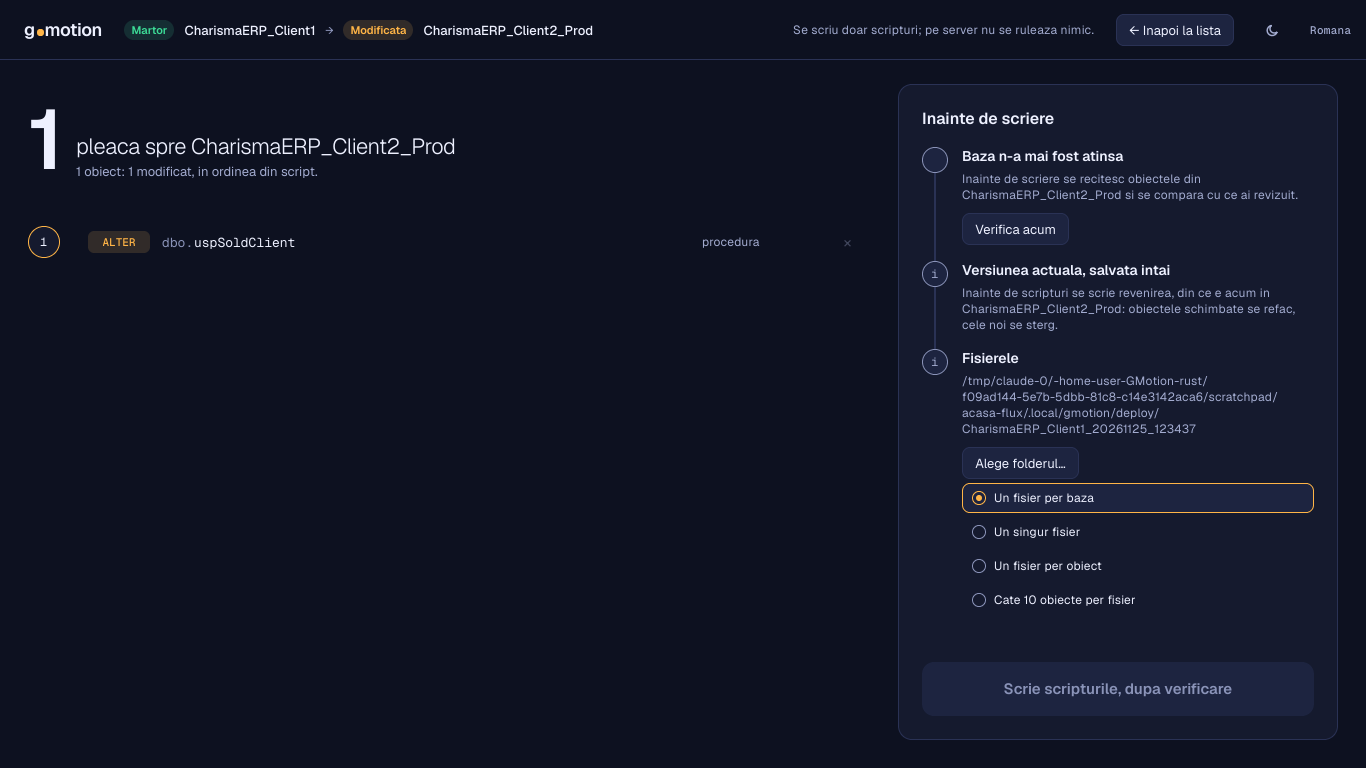 g●motion Martor CharismaERP_Client1 → Modificata CharismaERP_Client2_Prod Se scriu doar scripturi; pe server nu se ruleaza nimic. ← Inapoi la lista Romana
1 pleaca spre CharismaERP_Client2_Prod
1 obiect: 1 modificat, in ordinea din script.
1 ALTER dbo.uspSoldClient procedura ×
Inainte de scriere
Baza n-a mai fost atinsa
Inainte de scriere se recitesc obiectele din
CharismaERP_Client2_Prod si se compara cu ce ai revizuit.
Verifica acum
i Versiunea actuala, salvata intai
Inainte de scripturi se scrie revenirea, din ce e acum in
CharismaERP_Client2_Prod: obiectele schimbate se refac,
cele noi se sterg.
i Fisierele
/tmp/claude-0/-home-user-GMotion-rust/
f09ad144-5e7b-5dbb-81c8-c14e3142aca6/scratchpad/
acasa-flux/.local/gmotion/deploy/
CharismaERP_Client1_20261125_123437
Alege folderul…
Un fisier per baza
Un singur fisier
Un fisier per obiect
Cate 10 obiecte per fisier
Scrie scripturile, dupa verificare